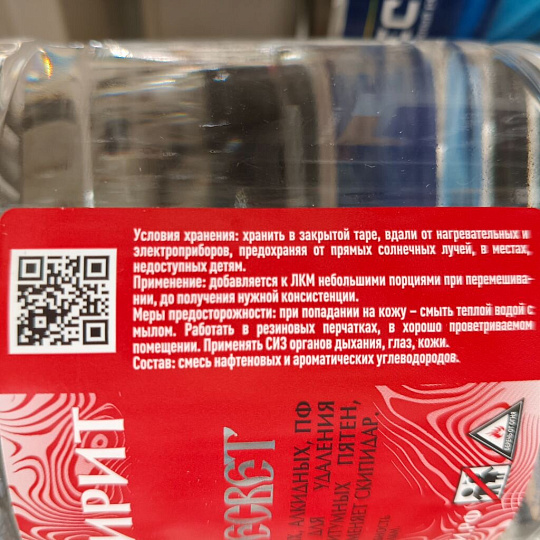 Условия хранения: хранить в закрытой таре, вдали от нагревательных и
электроприборов, предохраняя от прямых солнечных лучей, в местах,
недоступных детям.
Применение: добавляется к ЛКМ небольшими порциями при перемешива-
нии, до получения нужной консистенции.
Меры предосторожности: при попадании на кожу – смыть теплой водой с
мылом. Работать в резиновых перчатках, в хорошо проветриваемом
помещении. Применять СИЗ органов дыхания, глаз, кожи.
Состав: смесь нафтеновых и ароматических углеводородов.
ИРИТ
АЛКИДНЫХ, ПФ
ДЛЯ УДАЛЕНИЯ
ПЯТЕН,
СКИПИДАР.